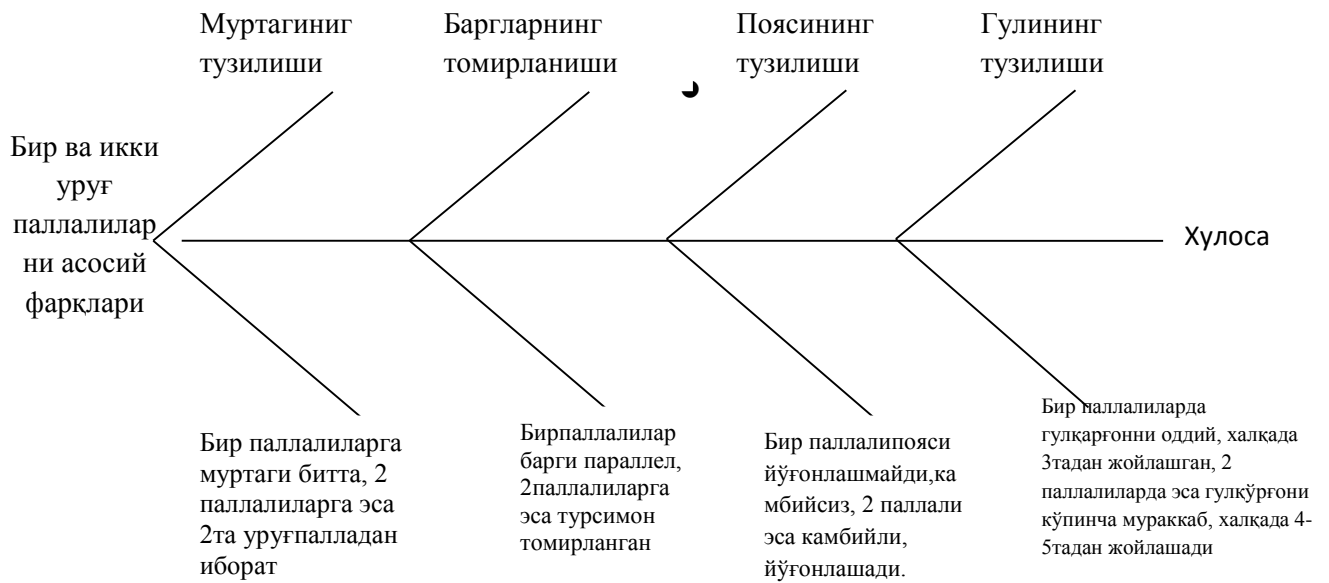 Муртагиниг
тузилиши
Баргларнинг
томирланиши
Поясининг
тузилиши
Гулининг
тузилиши
Бир ва икки
уруғ
паллалилар
ни асосий
фарқлари
Хулоса
Бир паллалиларга
муртаги битта, 2
паллалиларга эса
2та уруғпалладан
иборат
Бирпаллалилар
барги параллел,
2паллалиларга
эса турсимон
томирланган
Бир паллалипояси
йўғонлашмайди,ка
мбийсиз, 2 паллали
эса камбийли,
йўғонлашади.
Бир паллалиларда
гулқарғонни оддий, халқада
3тадан жойлашган, 2
паллалиларда эса гулқўрғони
кўпинча мураккаб, халқада 4-
5тадан жойлашади